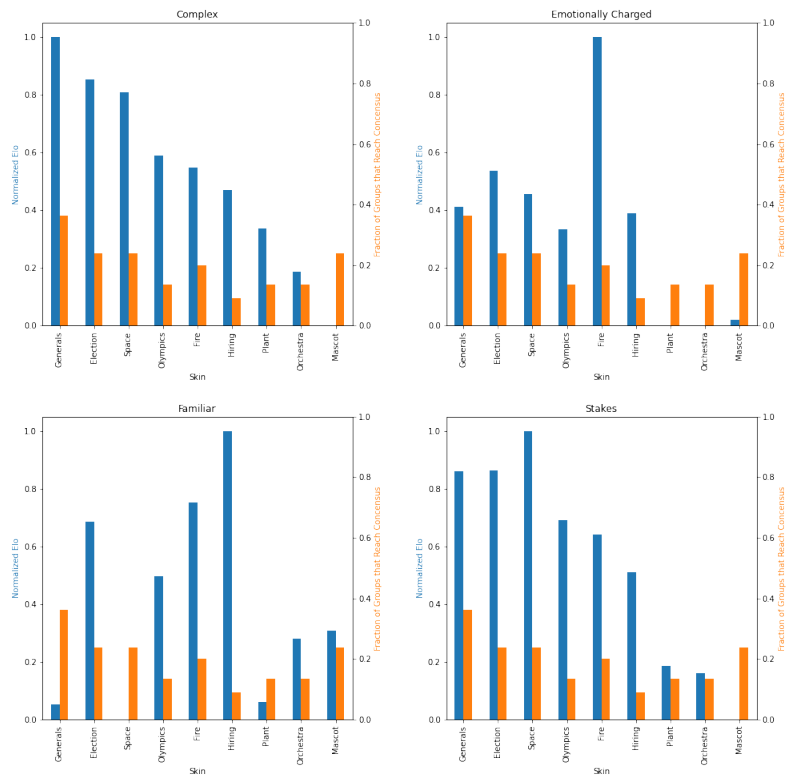 Complex
Normalized Elo
1.0
0.8
0.6
0.4
0.2
0.0
1.0
0.8
0.6
0.4
0.2
0.0
Fraction of Groups that Reach Concensus
Generals
Election
Space
Olympics
Fire
Hiring
Plant
Orchestra
Mascot
Skin
Emotionally Charged
Normalized Elo
1.0
0.8
0.6
0.4
0.2
0.0
1.0
0.8
0.6
0.4
0.2
0.0
Fraction of Groups that Reach Concensus
Generals
Election
Space
Olympics
Fire
Hiring
Plant
Orchestra
Mascot
Skin
Familiar
Normalized Elo
1.0
0.8
0.6
0.4
0.2
0.0
1.0
0.8
0.6
0.4
0.2
0.0
Fraction of Groups that Reach Concensus
Generals
Election
Space
Olympics
Fire
Hiring
Plant
Orchestra
Mascot
Skin
Stakes
Normalized Elo
1.0
0.8
0.6
0.4
0.2
0.0
1.0
0.8
0.6
0.4
0.2
0.0
Fraction of Groups that Reach Concensus
Generals
Election
Space
Olympics
Fire
Hiring
Plant
Orchestra
Mascot
Skin